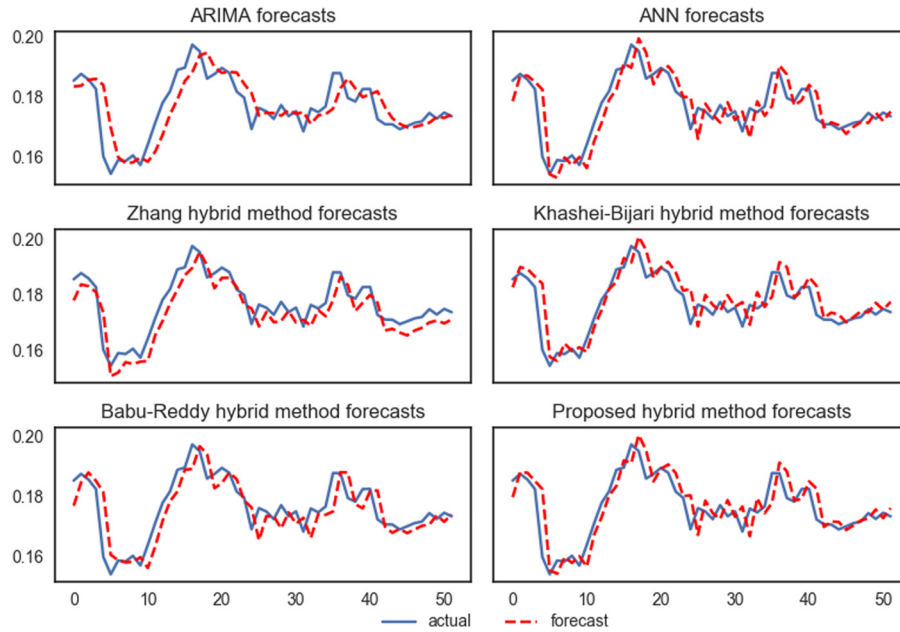 ARIMA forecasts
ANN forecasts
0.20
0.18
0.16
Zhang hybrid method forecasts
Khashei-Bijari hybrid method forecasts
0.20
0.18
0.16
Babu-Reddy hybrid method forecasts
Proposed hybrid method forecasts
0.20
0.18
0.16
0 10 20 30 40 50
0 10 20 30 40 50
actual forecast